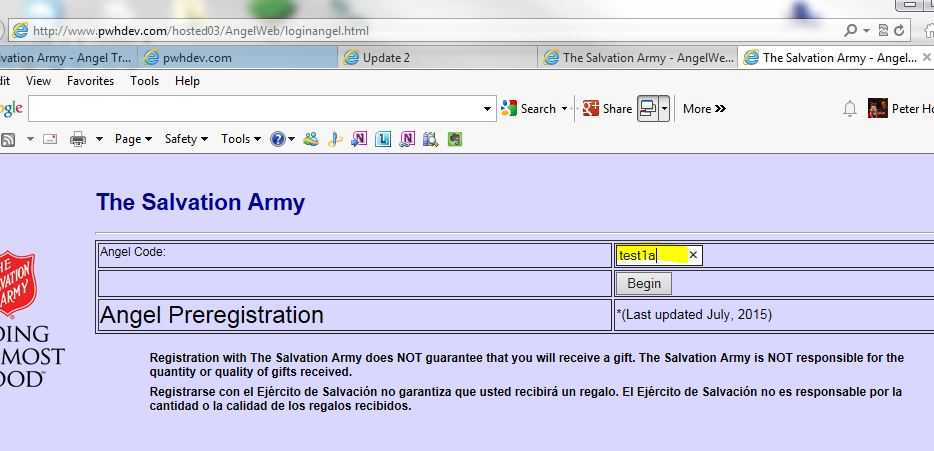 http://www.pwhdev.com/hosted03/AngelWeb/loginangel.html
lvation Army - Angel Tr... pwhdev.com Update 2 The Salvation Army - AngelWe... The Salvation Army - Angel...
dit View Favorites Tools
gle Search Share More » Peter Ho
Page Safety Tools
The Salvation Army
Angel Code: test1a
Begin
Angel Preregistration *(Last updated July, 2015)
THE
SALVATION
ARMY
DING
MOST
OOD™
Registration with The Salvation Army does NOT guarantee that you will receive a gift. The Salvation Army is NOT responsible for the
quantity or quality of gifts received.
Registrarse con el Ejército de Salvación no garantiza que usted recibirá un regalo. El Ejército de Salvación no es responsable por la
cantidad o la calidad de los regalos recibidos.